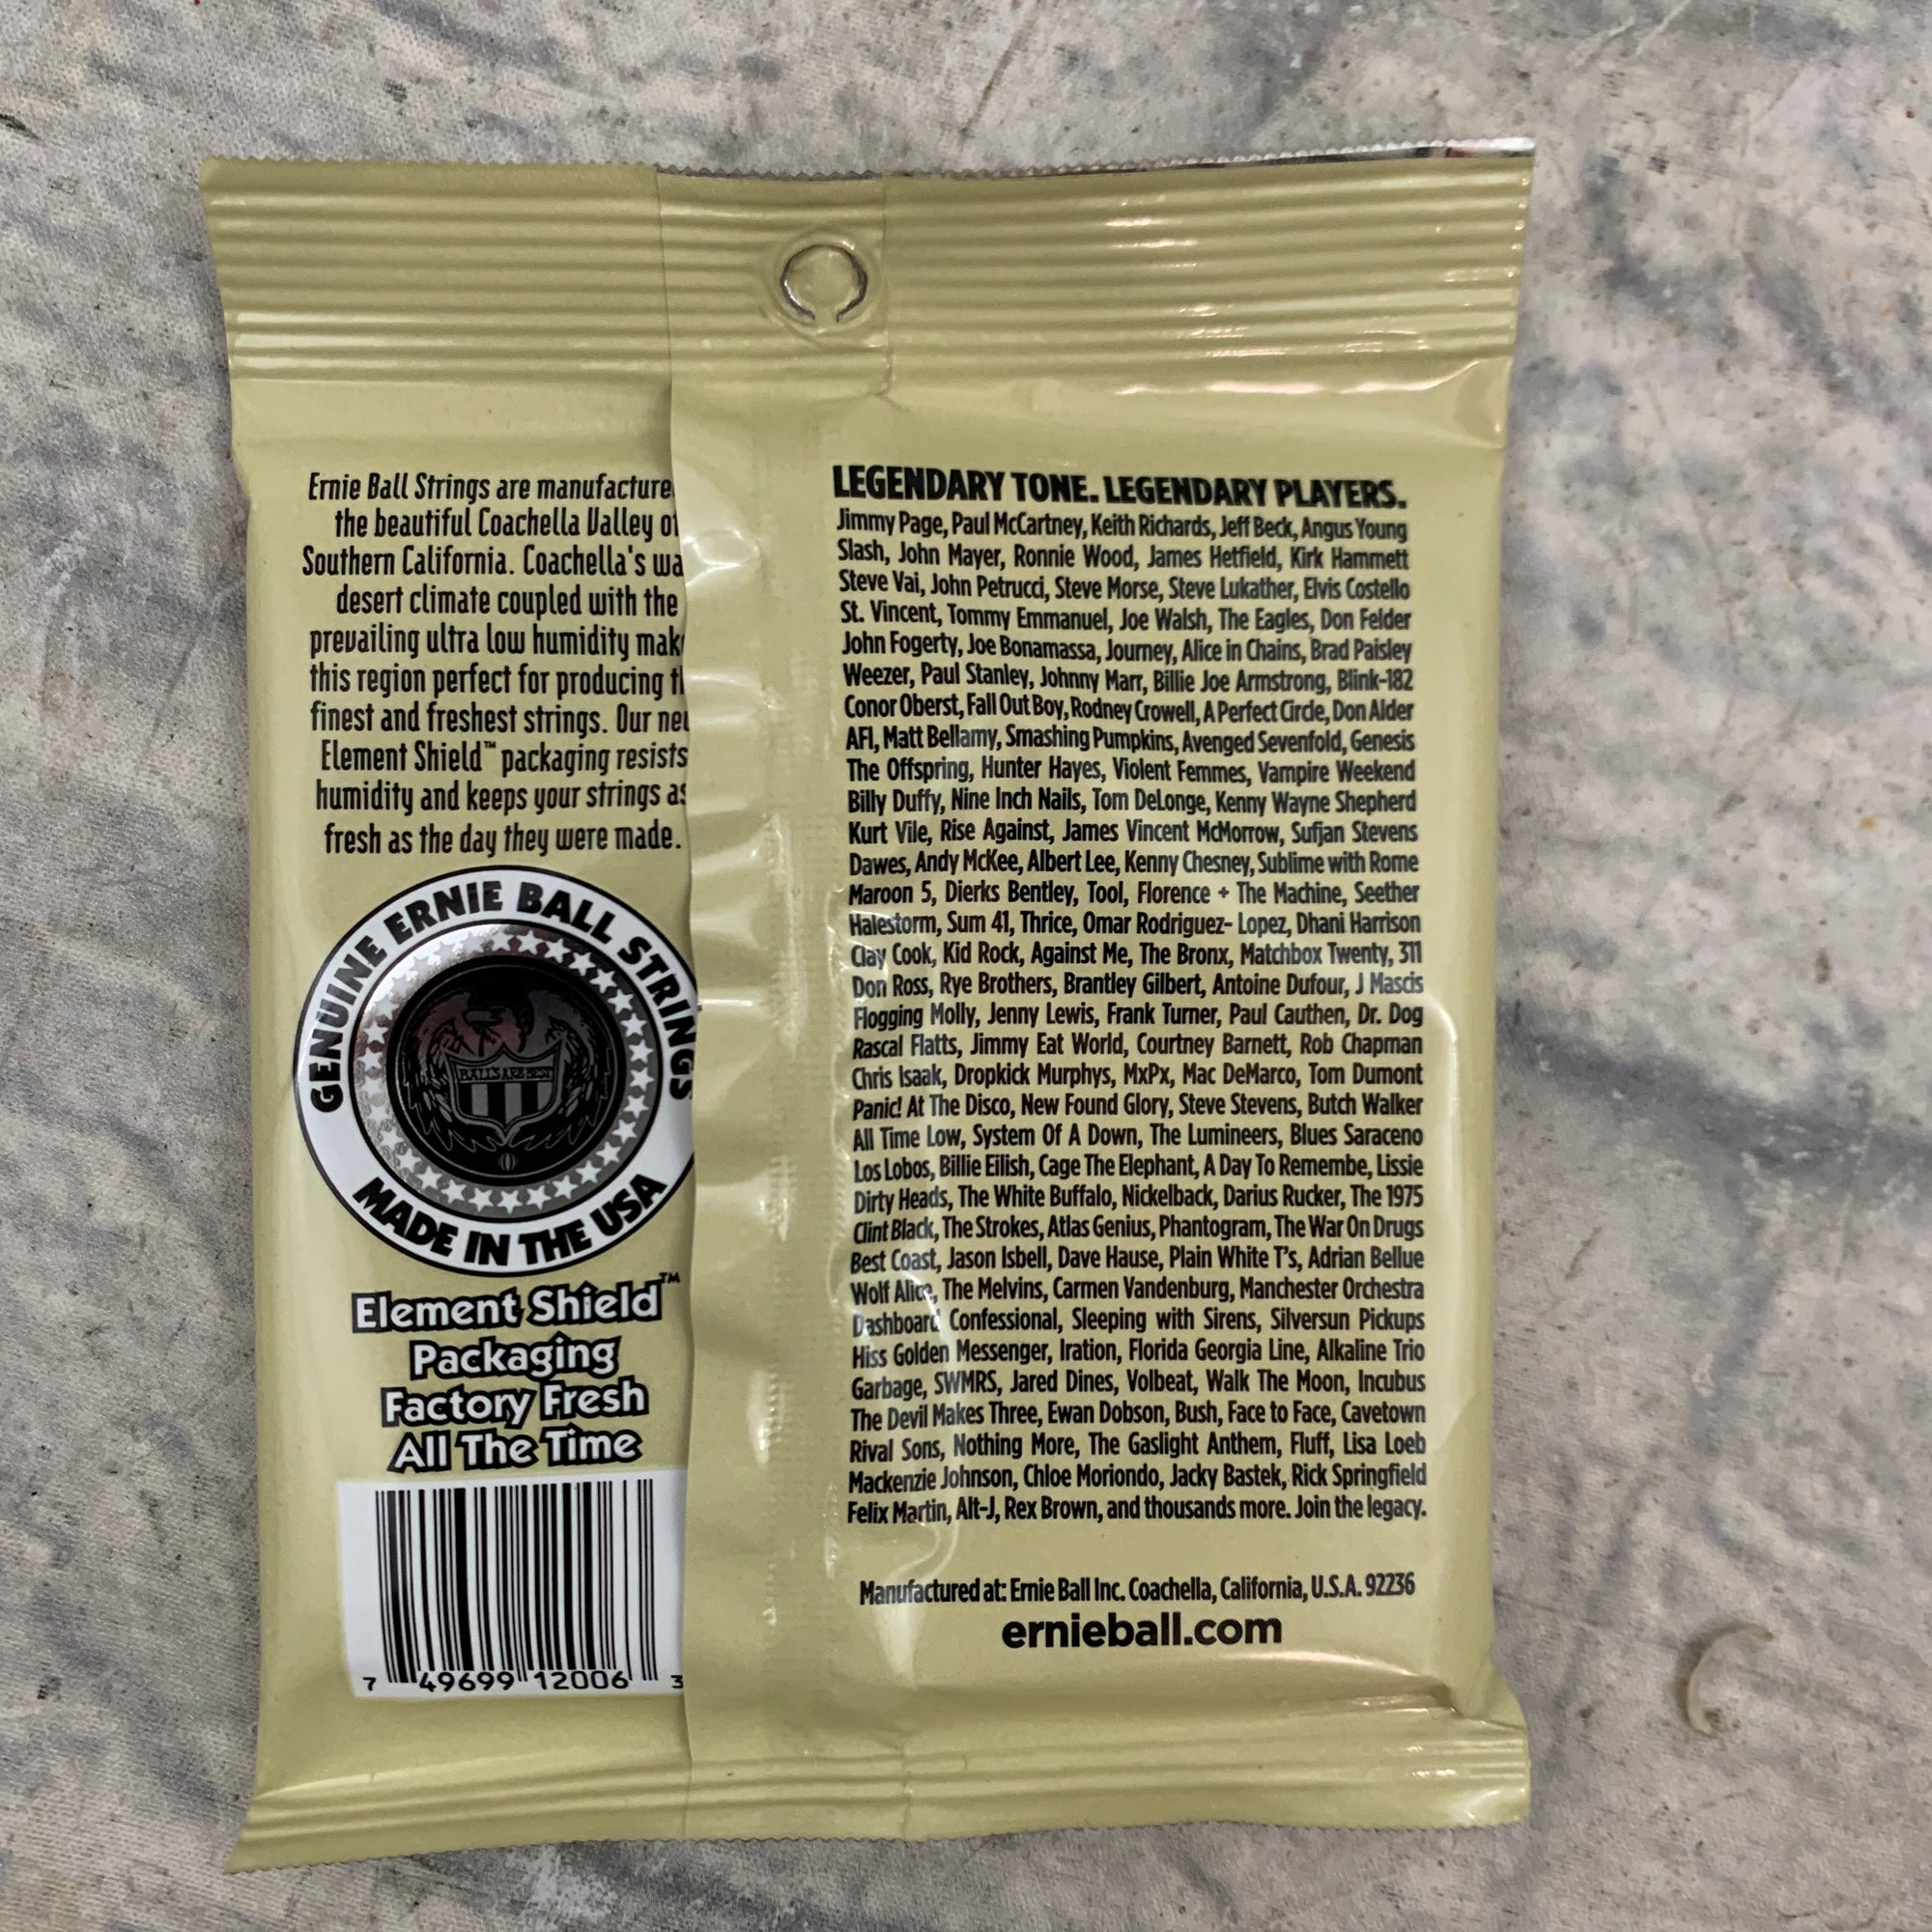 Ernie Ball Strings are manufacture
the beautiful Coachella Valley of
Southern California. Coachella's wa
desert climate coupled with the
prevailing ultra low humidity mak
this region perfect for producing t
finest and freshest strings. Our ne
Element Shield™ packaging resists
humidity and keeps your strings as
fresh as the day they were made.
GENUINE ERNIE BALL STRINGS
BALL'S ARE BEST
MADE IN THE USA
Element Shield™
Packaging
Factory Fresh
All The Time
7 49699 12006 3
LEGENDARY TONE. LEGENDARY PLAYERS.
Jimmy Page, Paul McCartney, Keith Richards, Jeff Beck, Angus Young
Slash, John Mayer, Ronnie Wood, James Hetfield, Kirk Hammett
Steve Vai, John Petrucci, Steve Morse, Steve Lukather, Elvis Costello
St. Vincent, Tommy Emmanuel, Joe Walsh, The Eagles, Don Felder
John Fogerty, Joe Bonamassa, Journey, Alice in Chains, Brad Paisley
Weezer, Paul Stanley, Johnny Marr, Billie Joe Armstrong, Blink-182
Conor Oberst, Fall Out Boy, Rodney Crowell, A Perfect Circle, Don Alder
AFI, Matt Bellamy, Smashing Pumpkins, Avenged Sevenfold, Genesis
The Offspring, Hunter Hayes, Violent Femmes, Vampire Weekend
Billy Duffy, Nine Inch Nails, Tom DeLonge, Kenny Wayne Shepherd
Kurt Vile, Rise Against, James Vincent McMorrow, Sufjan Stevens
Dawes, Andy McKee, Albert Lee, Kenny Chesney, Sublime with Rome
Maroon 5, Dierks Bentley, Tool, Florence + The Machine, Seether
Halestorm, Sum 41, Thrice, Omar Rodriguez- Lopez, Dhani Harrison
Clay Cook, Kid Rock, Against Me, The Bronx, Matchbox Twenty, 311
Don Ross, Rye Brothers, Brantley Gilbert, Antoine Dufour, J Mascis
Flogging Molly, Jenny Lewis, Frank Turner, Paul Cauthen, Dr. Dog
Rascal Flatts, Jimmy Eat World, Courtney Barnett, Rob Chapman
Chris Isaak, Dropkick Murphys, MxPx, Mac DeMarco, Tom Dumont
Panic! At The Disco, New Found Glory, Steve Stevens, Butch Walker
All Time Low, System Of A Down, The Lumineers, Blues Saraceno
Los Lobos, Billie Eilish, Cage The Elephant, A Day To Remembe, Lissie
Dirty Heads, The White Buffalo, Nickelback, Darius Rucker, The 1975
Clint Black, The Strokes, Atlas Genius, Phantogram, The War On Drugs
Best Coast, Jason Isbell, Dave Hause, Plain White T's, Adrian Bellue
Wolf Alice, The Melvins, Carmen Vandenburg, Manchester Orchestra
Dashboard Confessional, Sleeping with Sirens, Silversun Pickups
Hiss Golden Messenger, Iration, Florida Georgia Line, Alkaline Trio
Garbage, SWMRS, Jared Dines, Volbeat, Walk The Moon, Incubus
The Devil Makes Three, Ewan Dobson, Bush, Face to Face, Cavetown
Rival Sons, Nothing More, The Gaslight Anthem, Fluff, Lisa Loeb
Mackenzie Johnson, Chloe Moriondo, Jacky Bastek, Rick Springfield
Felix Martin, Alt-J, Rex Brown, and thousands more. Join the legacy.
Manufactured at: Ernie Ball Inc. Coachella, California, U.S.A. 92236
ernieball.com